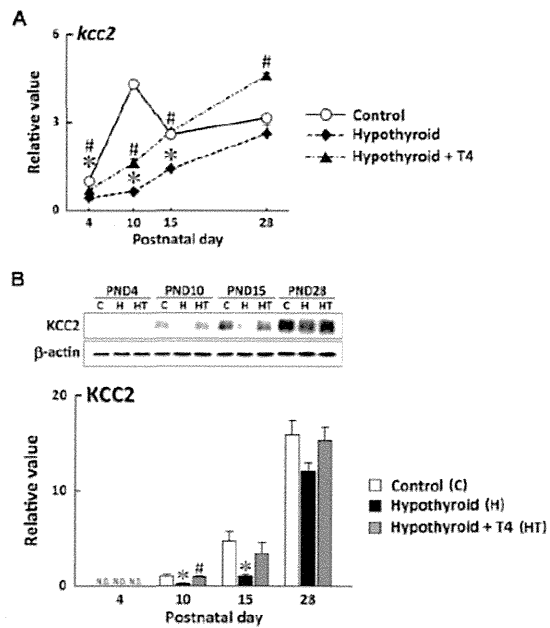 A
kcc2
6
3
0
Relative value
# # # #
* * *
4 10 15 28
Postnatal day
Control
Hypothyroid
Hypothyroid + T4
B
PND4 PND10 PND15 PND28
C H HT C H HT C H HT C H HT
KCC2
β-actin
KCC2
20
10
0
Relative value
N.D. N.D. N.D.
* # *
4 10 15 28
Postnatal day
Control (C)
Hypothyroid (H)
Hypothyroid + T4 (HT)